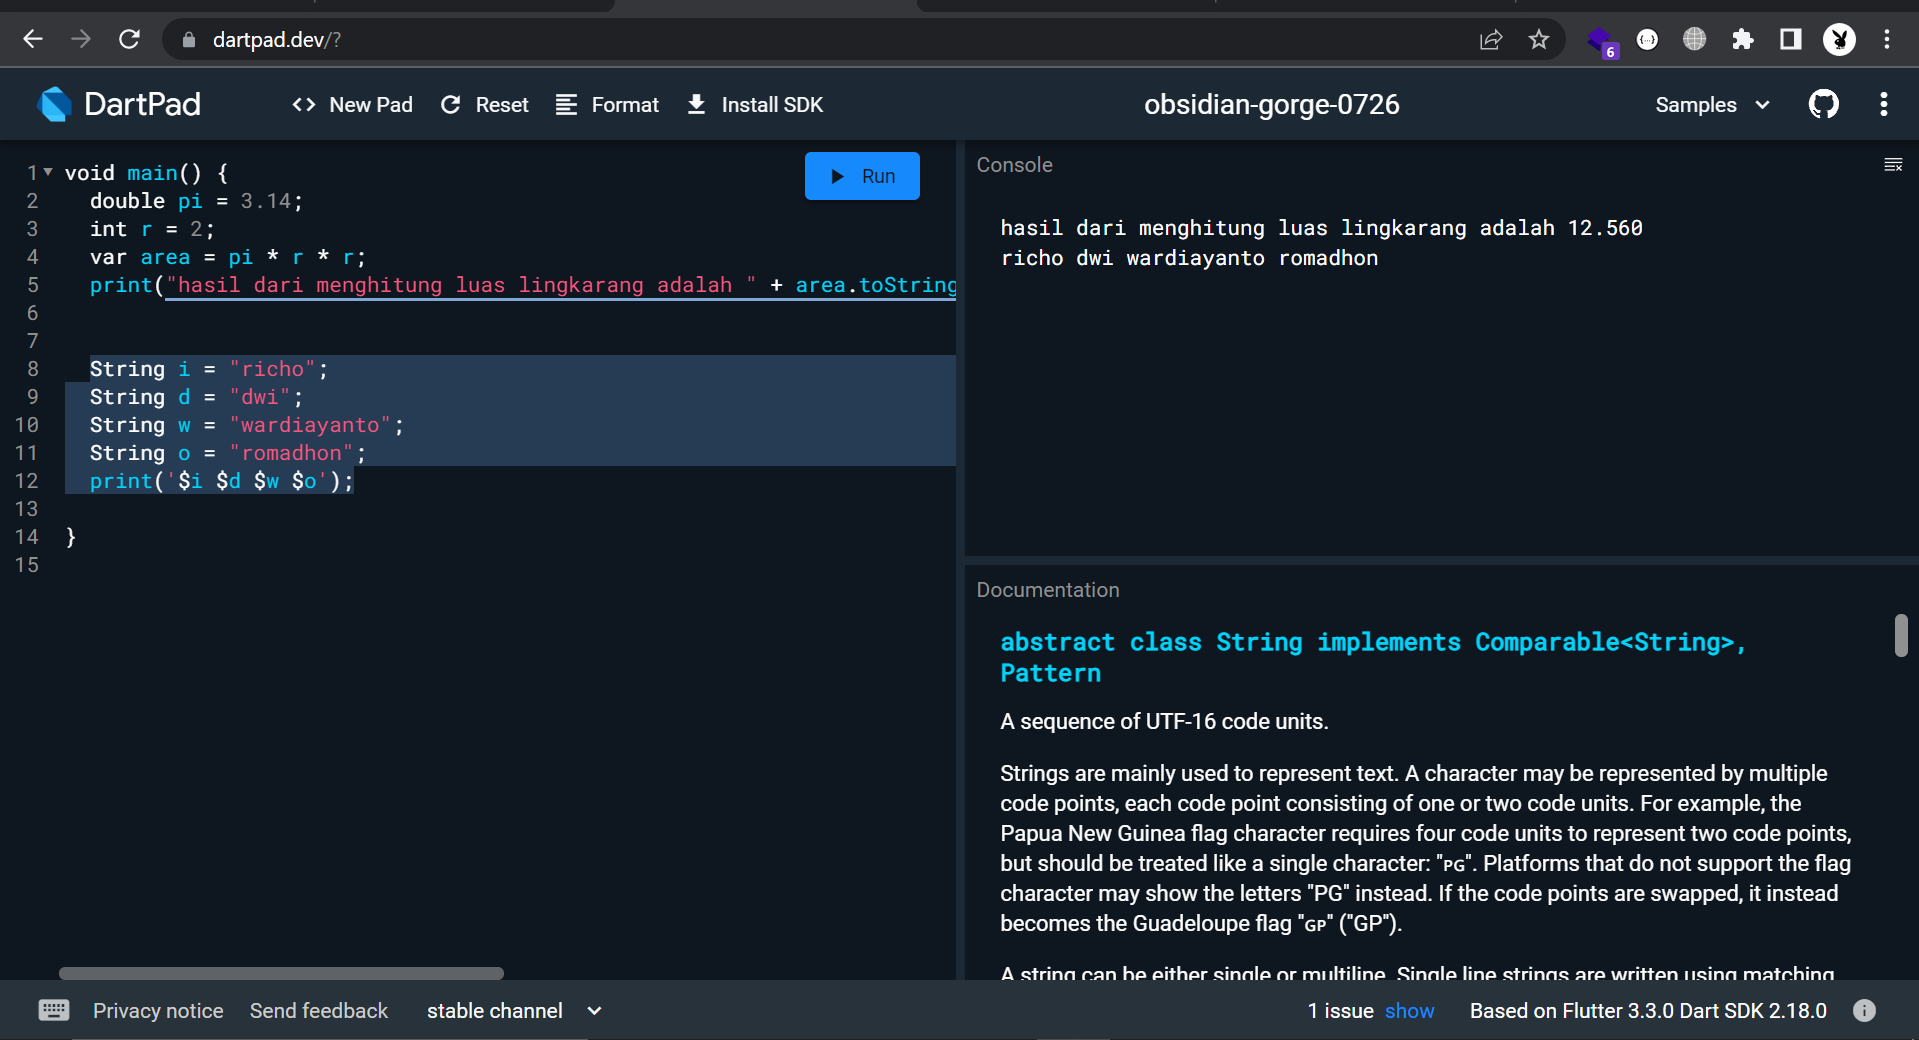 dartpad.dev/?
6
DartPad
<> New Pad
Reset
Format
Install SDK
obsidian-gorge-0726
Samples
1 void main() {
2 double pi = 3.14;
3 int r = 2;
4 var area = pi * r * r;
5 print("hasil dari menghitung luas lingkarang adalah " + area.toString
6
7
8 String i = "richo";
9 String d = "dwi";
10 String w = "wardiayanto";
11 String o = "romadhon";
12 print('$i $d $w $o');
13
14 }
15
Run
Console
hasil dari menghitung luas lingkarang adalah 12.560
richo dwi wardiayanto romadhon
Documentation
abstract class String implements Comparable<String>,
Pattern
A sequence of UTF-16 code units.
Strings are mainly used to represent text. A character may be represented by multiple
code points, each code point consisting of one or two code units. For example, the
Papua New Guinea flag character requires four code units to represent two code points,
but should be treated like a single character: "PG". Platforms that do not support the flag
character may show the letters "PG" instead. If the code points are swapped, it instead
becomes the Guadeloupe flag "GP" ("GP").
A string can be either single or multiline. Single line strings are written using matching
Privacy notice
Send feedback
stable channel
1 issue show
Based on Flutter 3.3.0 Dart SDK 2.18.0